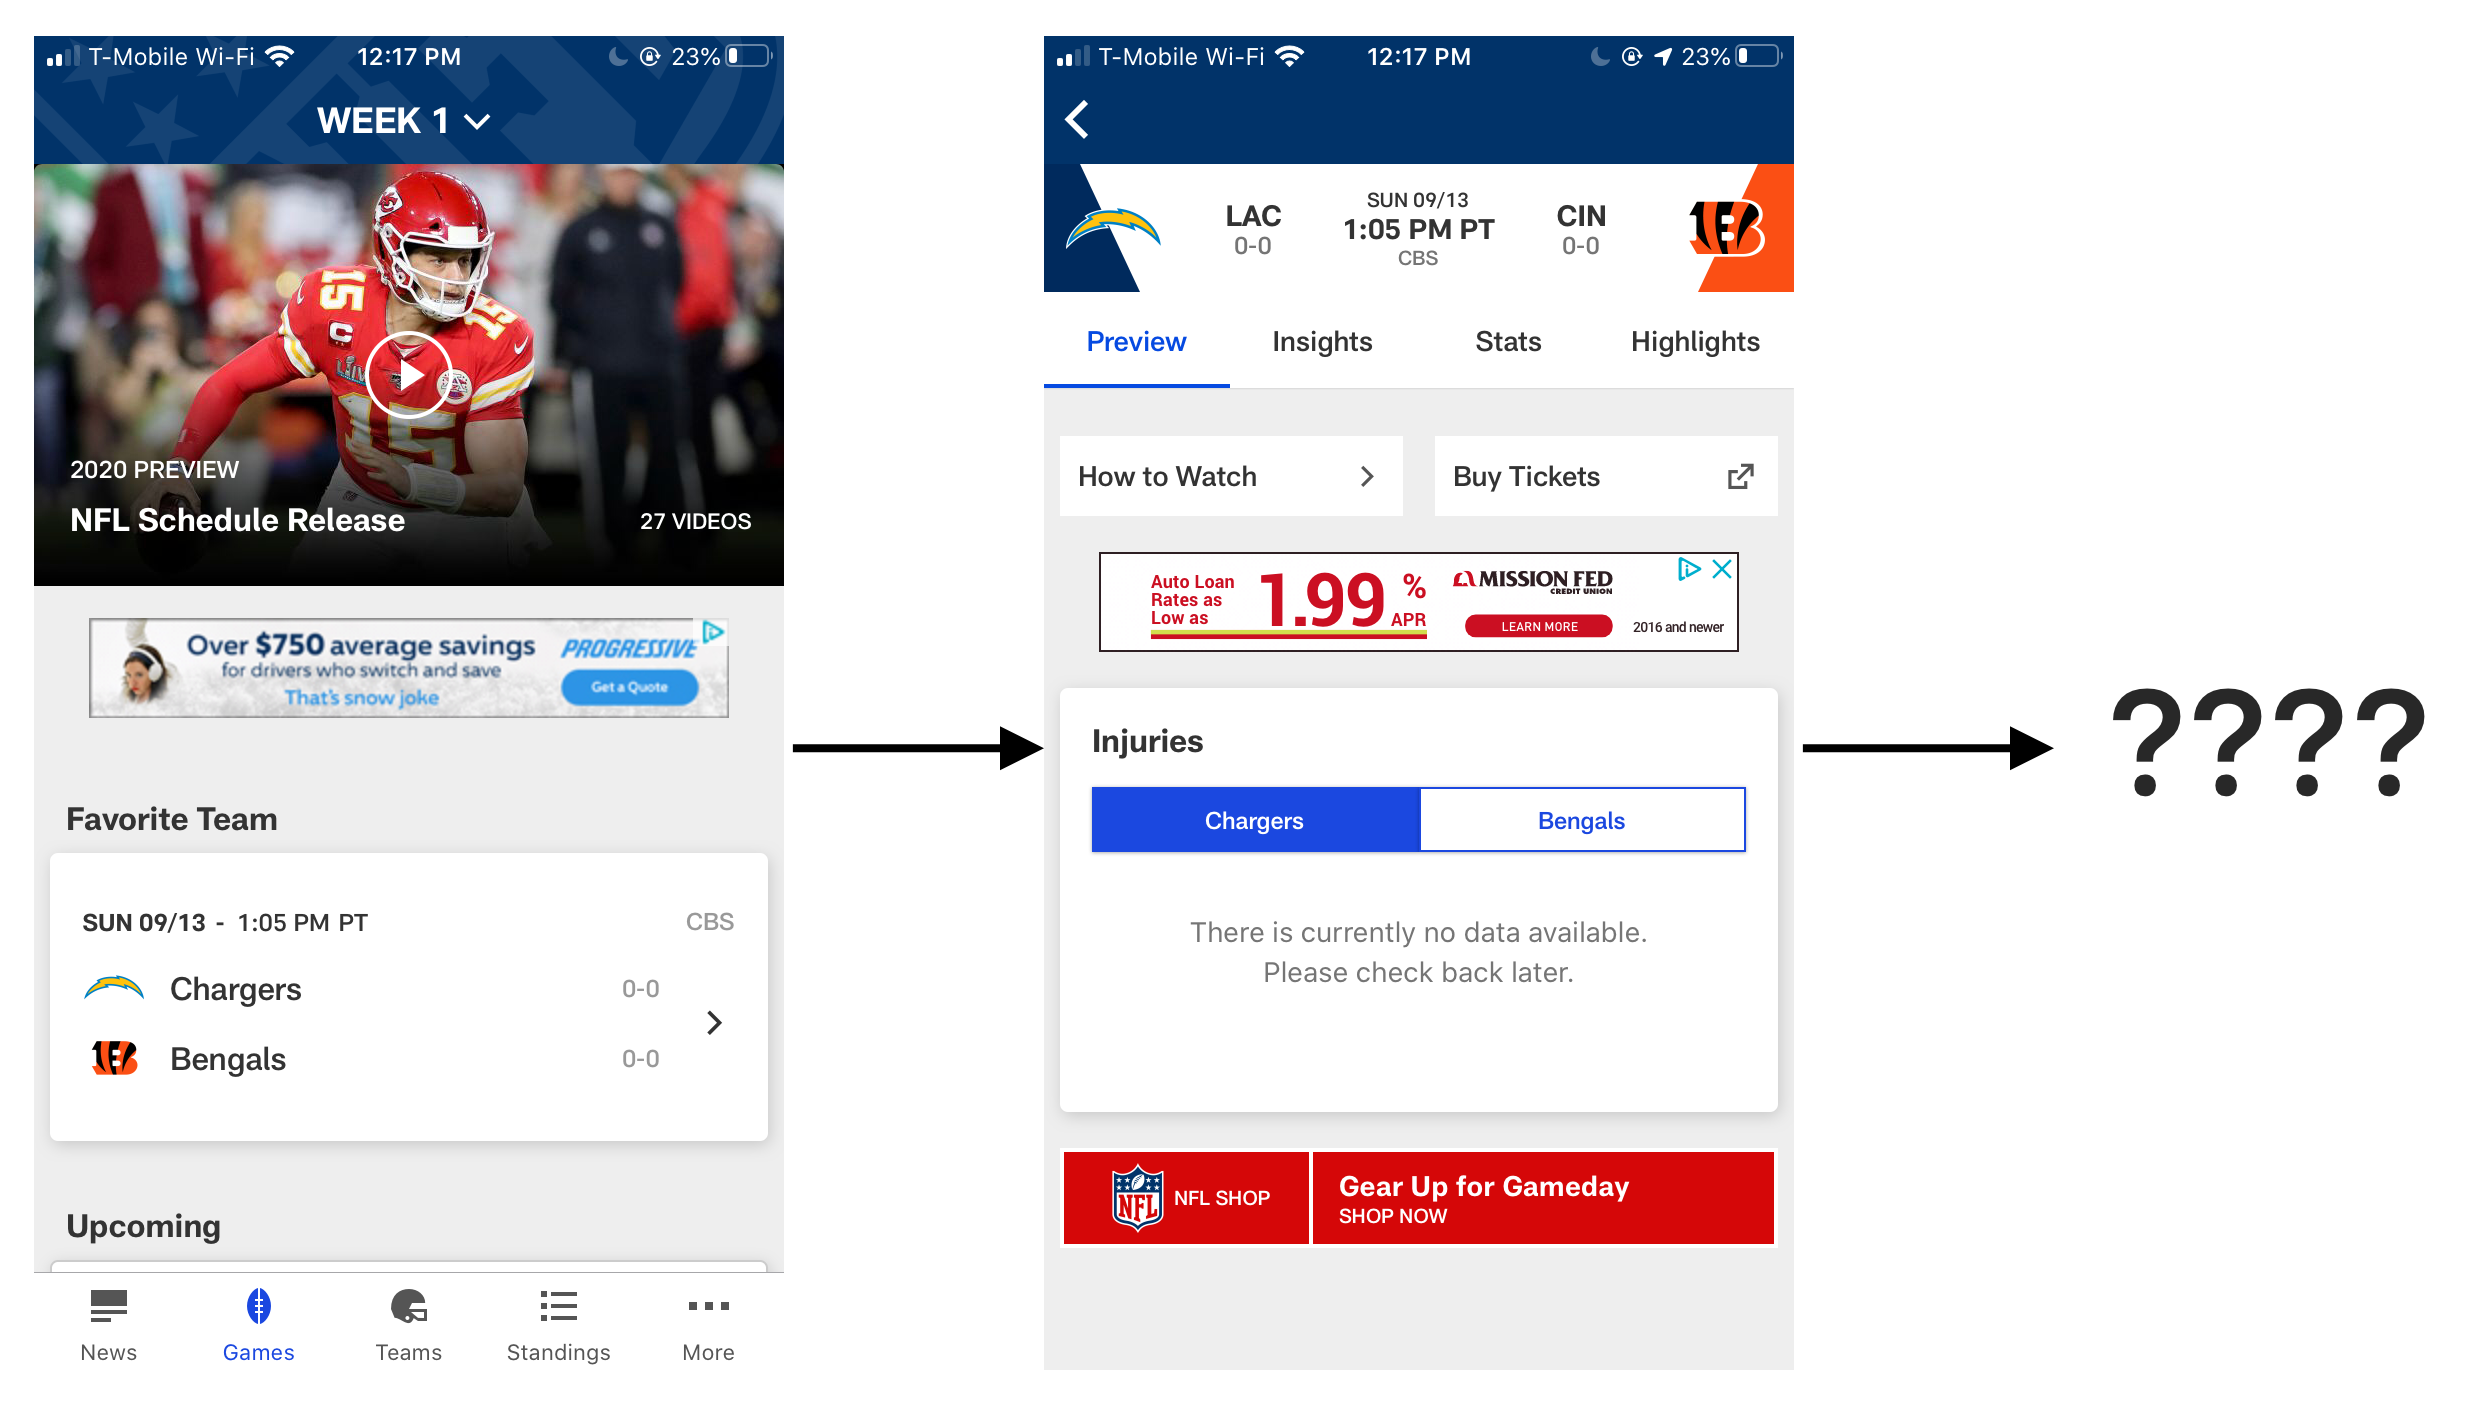 T-Mobile Wi-Fi 12:17 PM 23%
WEEK 1
15
15
C
LIV
15
2020 PREVIEW
NFL Schedule Release 27 VIDEOS
Over $750 average savings
for drivers who switch and save
That's snow joke
PROGRESSIVE
Get a Quote
Favorite Team
SUN 09/13 - 1:05 PM PT CBS
Chargers 0-0
B
Bengals 0-0
Upcoming
News Games Teams Standings More
T-Mobile Wi-Fi 12:17 PM 23%
LAC
0-0
SUN 09/13
1:05 PM PT
CBS
CIN
0-0
B
Preview Insights Stats Highlights
How to Watch
Buy Tickets
Auto Loan
Rates as
Low as
1.99 %
APR
MISSION FED
CREDIT UNION
LEARN MORE
2016 and newer
Injuries
Chargers Bengals
There is currently no data available.
Please check back later.
NFL
NFL SHOP
Gear Up for Gameday
SHOP NOW
????